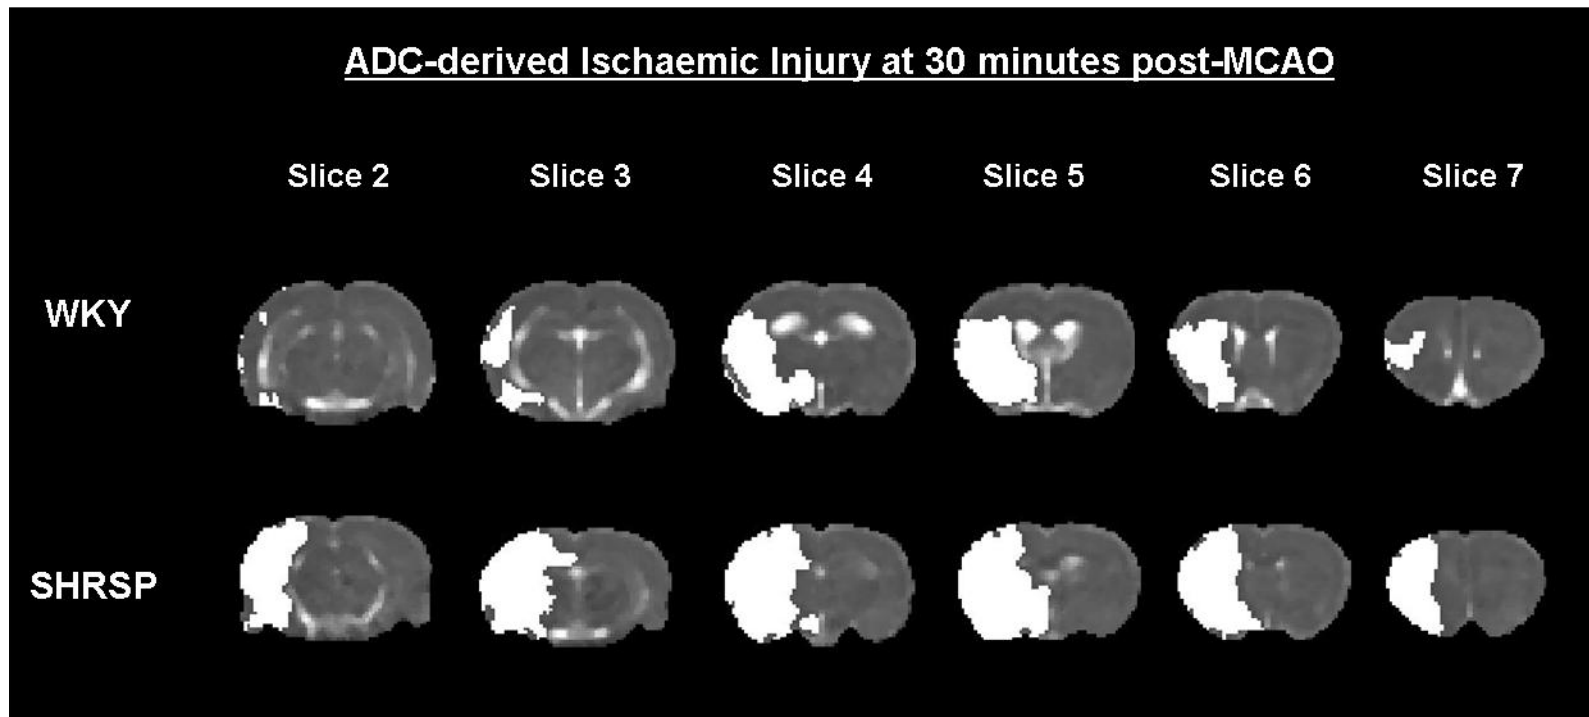 ADC-derived Ischaemic Injury at 30 minutes post-MCAO
Slice 2 Slice 3 Slice 4 Slice 5 Slice 6 Slice 7
WKY
SHRSP